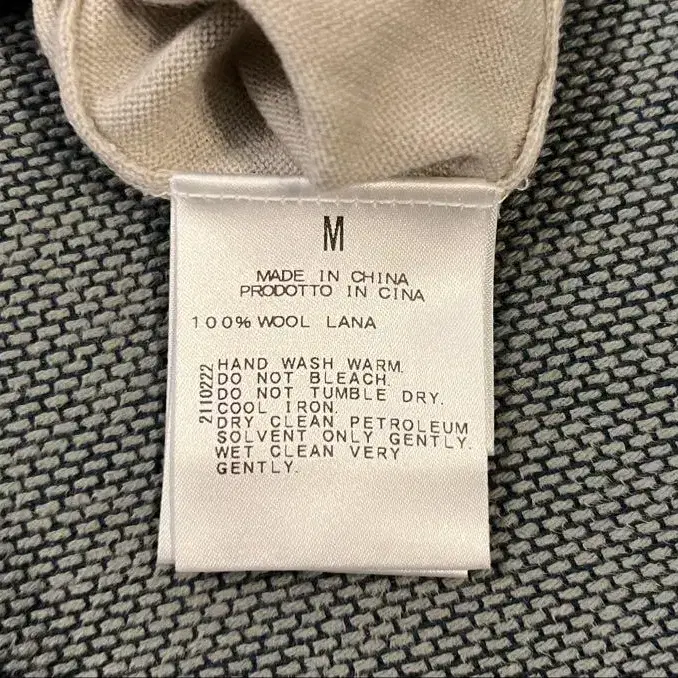 M
MADE IN CHINA
PRODOTTO IN CINA
100% WOOL LANA
2110222
HAND WASH WARM.
DO NOT BLEACH.
DO NOT TUMBLE DRY.
COOL IRON.
DRY CLEAN PETROLEUM
SOLVENT ONLY GENTLY.
WET CLEAN VERY
GENTLY.